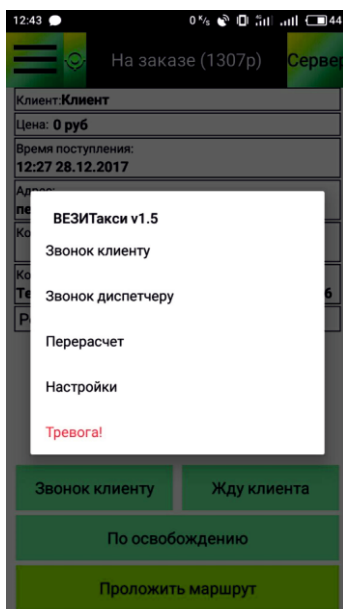 12:43 0 ᴷ/s 44
На заказе (1307р) Сервер
Клиент:Клиент
Цена: 0 руб
Время поступления:
12:27 28.12.2017
Адрес:
ВЕЗИТакси v1.5
Звонок клиенту
Звонок диспетчеру
Перерасчет
Настройки
Тревога!
Звонок клиенту Жду клиента
По освобождению
Проложить маршрут